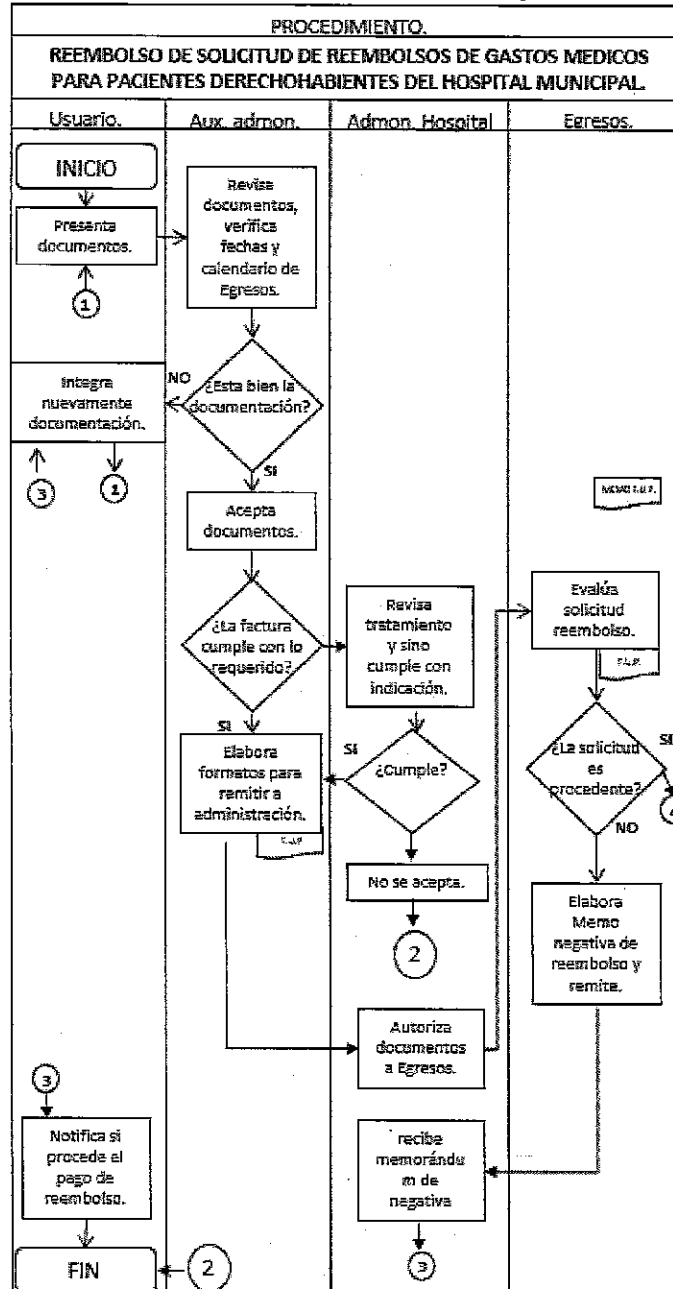 PROCEDIMIENTO.
REEMBOLSO DE SOLICITUD DE REEMBOLSOS DE GASTOS MEDICOS
PARA PACIENTES DERECHOHABIENTES DEL HOSPITAL MUNICIPAL.
Usuario.
Aux. admon.
Admon. Hospital
Egresos.
INICIO
Presenta
documentos.
1
Revisa
documentos,
verifica
fechas y
calendario de
Egresos.
Integra
nuevamente
documentación.
3
1
NO
¿Esta bien la
documentación?
SI
Acepta
documentos.
¿La factura
cumple con lo
requerido?
SI
Elabora
formatos para
remitir a
administración.
Revisa
tratamiento
y sino
cumple con
indicación.
SI
¿Cumple?
No se acepta.
2
Autoriza
documentos
a Egresos.
MEMO
Evalúa
solicitud
reembolso.
¿La solicitud
es
procedente?
SI
NO
Elabora
Memo
negativa de
reembolso y
remite.
recibe
memorándu
m de
negativa
3
3
Notifica si
procede el
pago de
reembolso.
FIN
2